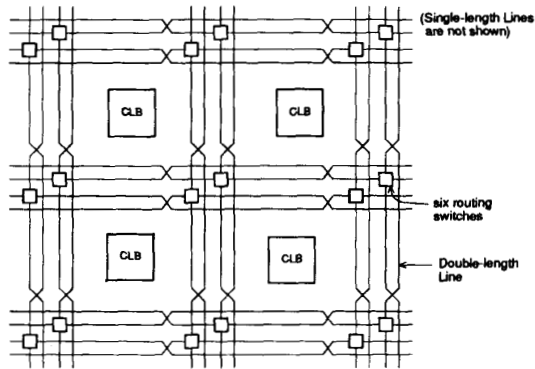 (Single-length Lines
are not shown)
CLB
CLB
six routing
switches
CLB
CLB
Double-length
Line